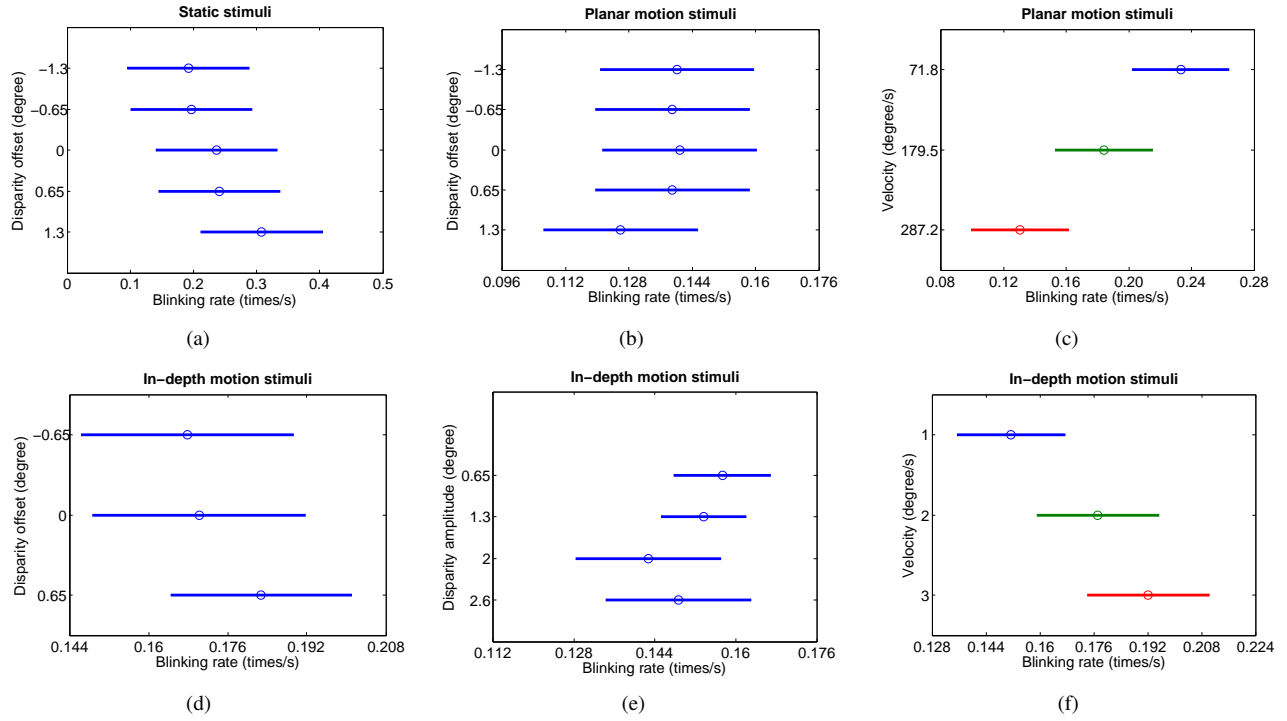 Static stimuli
Disparity offset (degree)
−1.3
−0.65
0
0.65
1.3
0 0.1 0.2 0.3 0.4 0.5
Blinking rate (times/s)
(a)
Planar motion stimuli
Disparity offset (degree)
−1.3
−0.65
0
0.65
1.3
0.096 0.112 0.128 0.144 0.16 0.176
Blinking rate (times/s)
(b)
Planar motion stimuli
Velocity (degree/s)
71.8
179.5
287.2
0.08 0.12 0.16 0.20 0.24 0.28
Blinking rate (times/s)
(c)
In−depth motion stimuli
Disparity offset (degree)
−0.65
0
0.65
0.144 0.16 0.176 0.192 0.208
Blinking rate (times/s)
(d)
In−depth motion stimuli
Disparity amplitude (degree)
0.65
1.3
2
2.6
0.112 0.128 0.144 0.16 0.176
Blinking rate (times/s)
(e)
In−depth motion stimuli
Velocity (degree/s)
1
2
3
0.128 0.144 0.16 0.176 0.192 0.208 0.224
Blinking rate (times/s)
(f)